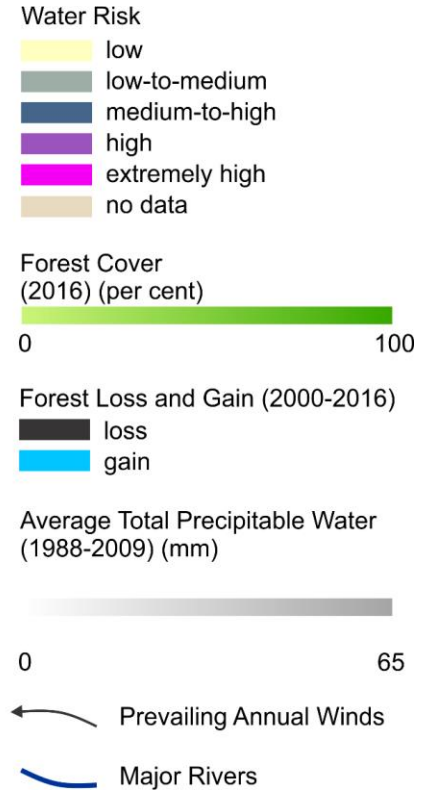 Water Risk
low
low-to-medium
medium-to-high
high
extremely high
no data
Forest Cover
(2016) (per cent)
0 100
Forest Loss and Gain (2000-2016)
loss
gain
Average Total Precipitable Water
(1988-2009) (mm)
0 65
Prevailing Annual Winds
Major Rivers